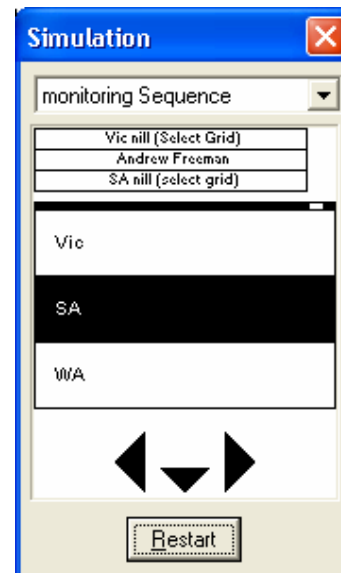 Simulation
monitoring Sequence
Vic nill (Select Grid)
Andrew Freeman
SA nill (select grid)
Vic
SA
WA
Restart